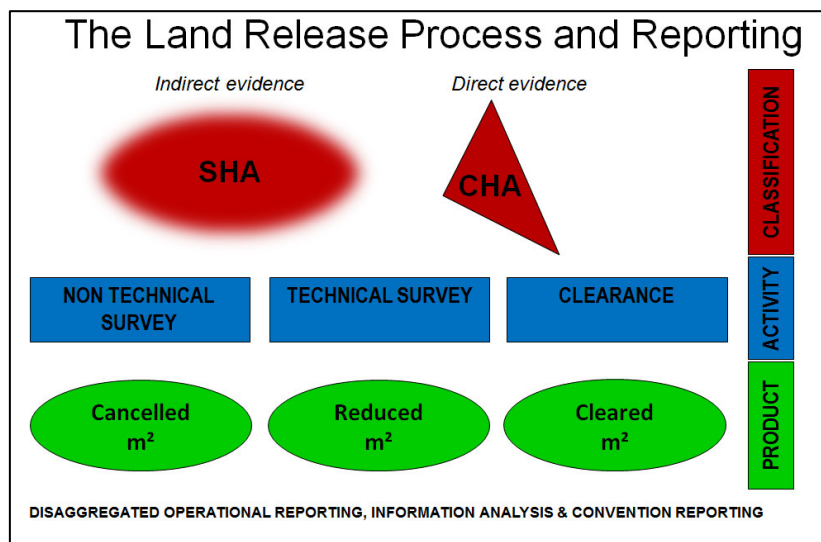 The Land Release Process and Reporting
Indirect evidence
Direct evidence
SHA
CHA
CLASSIFICATION
NON TECHNICAL
SURVEY
TECHNICAL SURVEY
CLEARANCE
ACTIVITY
Cancelled
m²
Reduced
m²
Cleared
m²
PRODUCT
DISAGGREGATED OPERATIONAL REPORTING, INFORMATION ANALYSIS & CONVENTION REPORTING